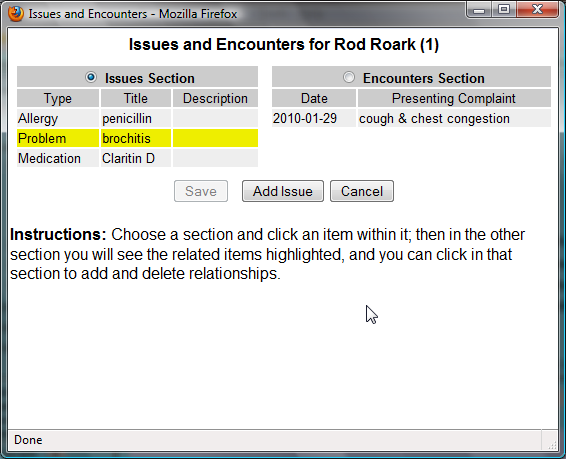 Issues and Encounters - Mozilla Firefox
Issues and Encounters for Rod Roark (1)
Issues Section
Type Title Description
Allergy penicillin
Problem brochitis
Medication Claritin D
Encounters Section
Date Presenting Complaint
2010-01-29 cough & chest congestion
Save Add Issue Cancel
Instructions: Choose a section and click an item within it; then in the other
section you will see the related items highlighted, and you can click in that
section to add and delete relationships.
Done